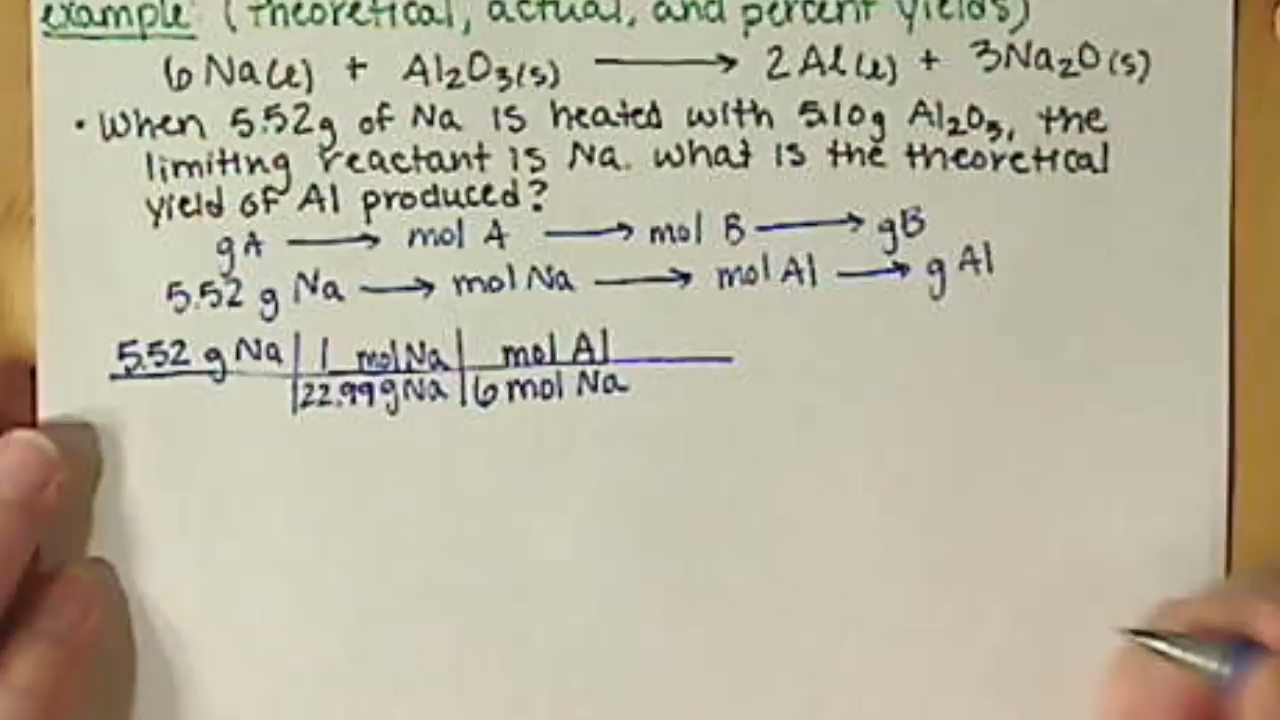 example (theoretical, actual, and percent yields)
6Na(l) + Al₂O₃(s) ⟶ 2Al(l) + 3Na₂O(s)
• When 5.52g of Na is heated with 5.10g Al₂O₃, the
limiting reactant is Na. What is the theoretical
yield of Al produced?
gA ⟶ mol A ⟶ mol B ⟶ gB
5.52 g Na ⟶ mol Na ⟶ mol Al ⟶ g Al
5.52 g Na | 1 mol Na | mol Al
22.99 g Na | 6 mol Na